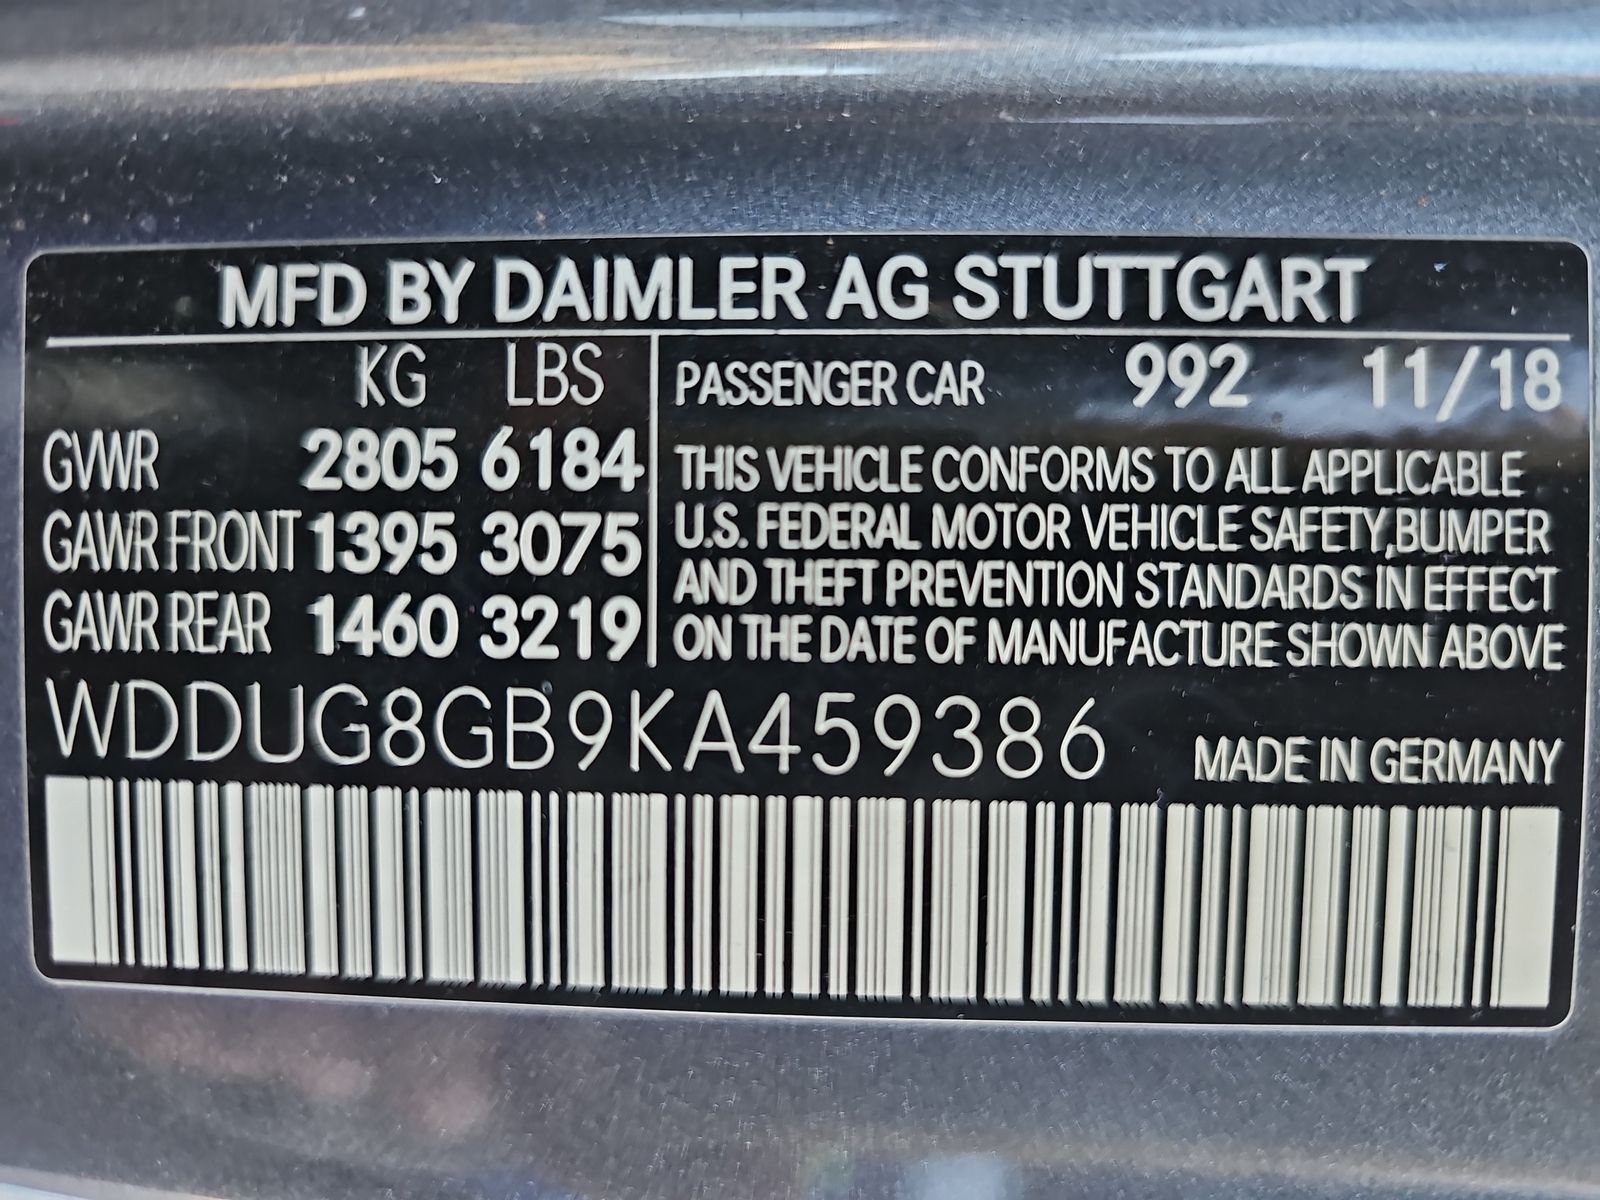 MFD BY DAIMLER AG STUTTGART
KG LBS
GVWR 2805 6184
GAWR FRONT 1395 3075
GAWR REAR 1460 3219
PASSENGER CAR 992 11/18
THIS VEHICLE CONFORMS TO ALL APPLICABLE
U.S. FEDERAL MOTOR VEHICLE SAFETY,BUMPER
AND THEFT PREVENTION STANDARDS IN EFFECT
ON THE DATE OF MANUFACTURE SHOWN ABOVE
WDDUG8GB9KA459386
MADE IN GERMANY